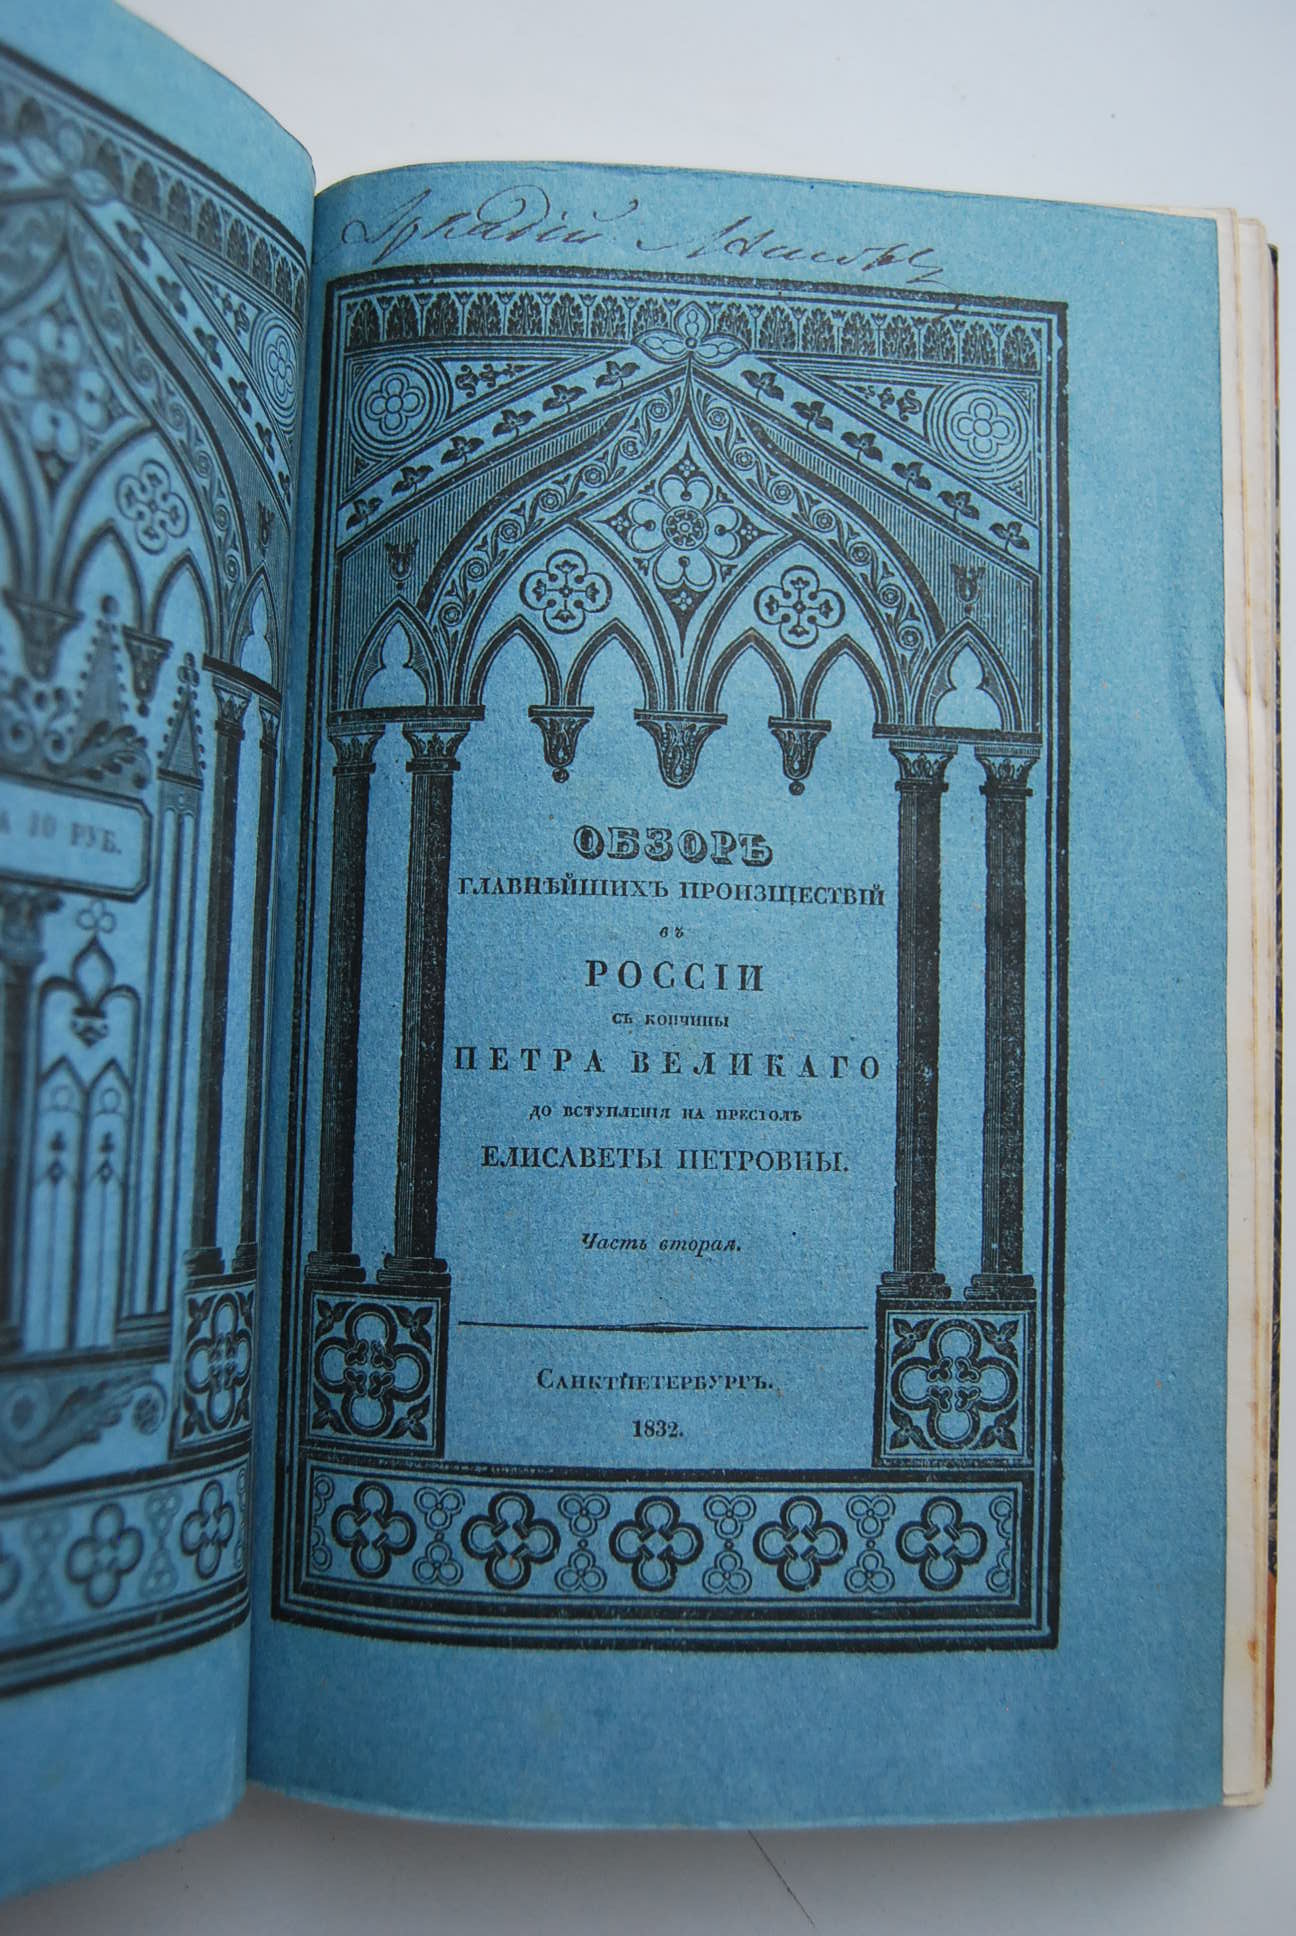 Аркадій
А 10 РУБ.
ОБЗОРЪ
ГЛАВНѢЙШИХЪ ПРОИЗШЕСТВІЙ
въ
РОССІИ
СЪ КОНЧИНЫ
ПЕТРА ВЕЛИКАГО
ДО ВСТУПЛЕНІЯ НА ПРЕСТОЛЪ
ЕЛИСАВЕТЫ ПЕТРОВНЫ.
Часть вторая.
САНКТПЕТЕРБУРГЪ.
1832.